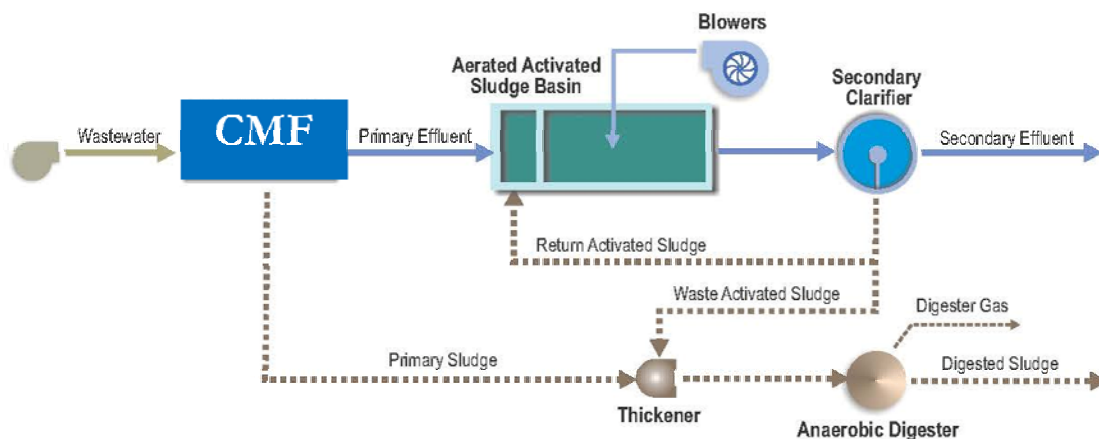 Blowers
Aerated Activated
Sludge Basin
Secondary
Clarifier
CMF
Wastewater
Primary Effluent
Secondary Effluent
Return Activated Sludge
Waste Activated Sludge
Digester Gas
Primary Sludge
Digested Sludge
Thickener
Anaerobic Digester